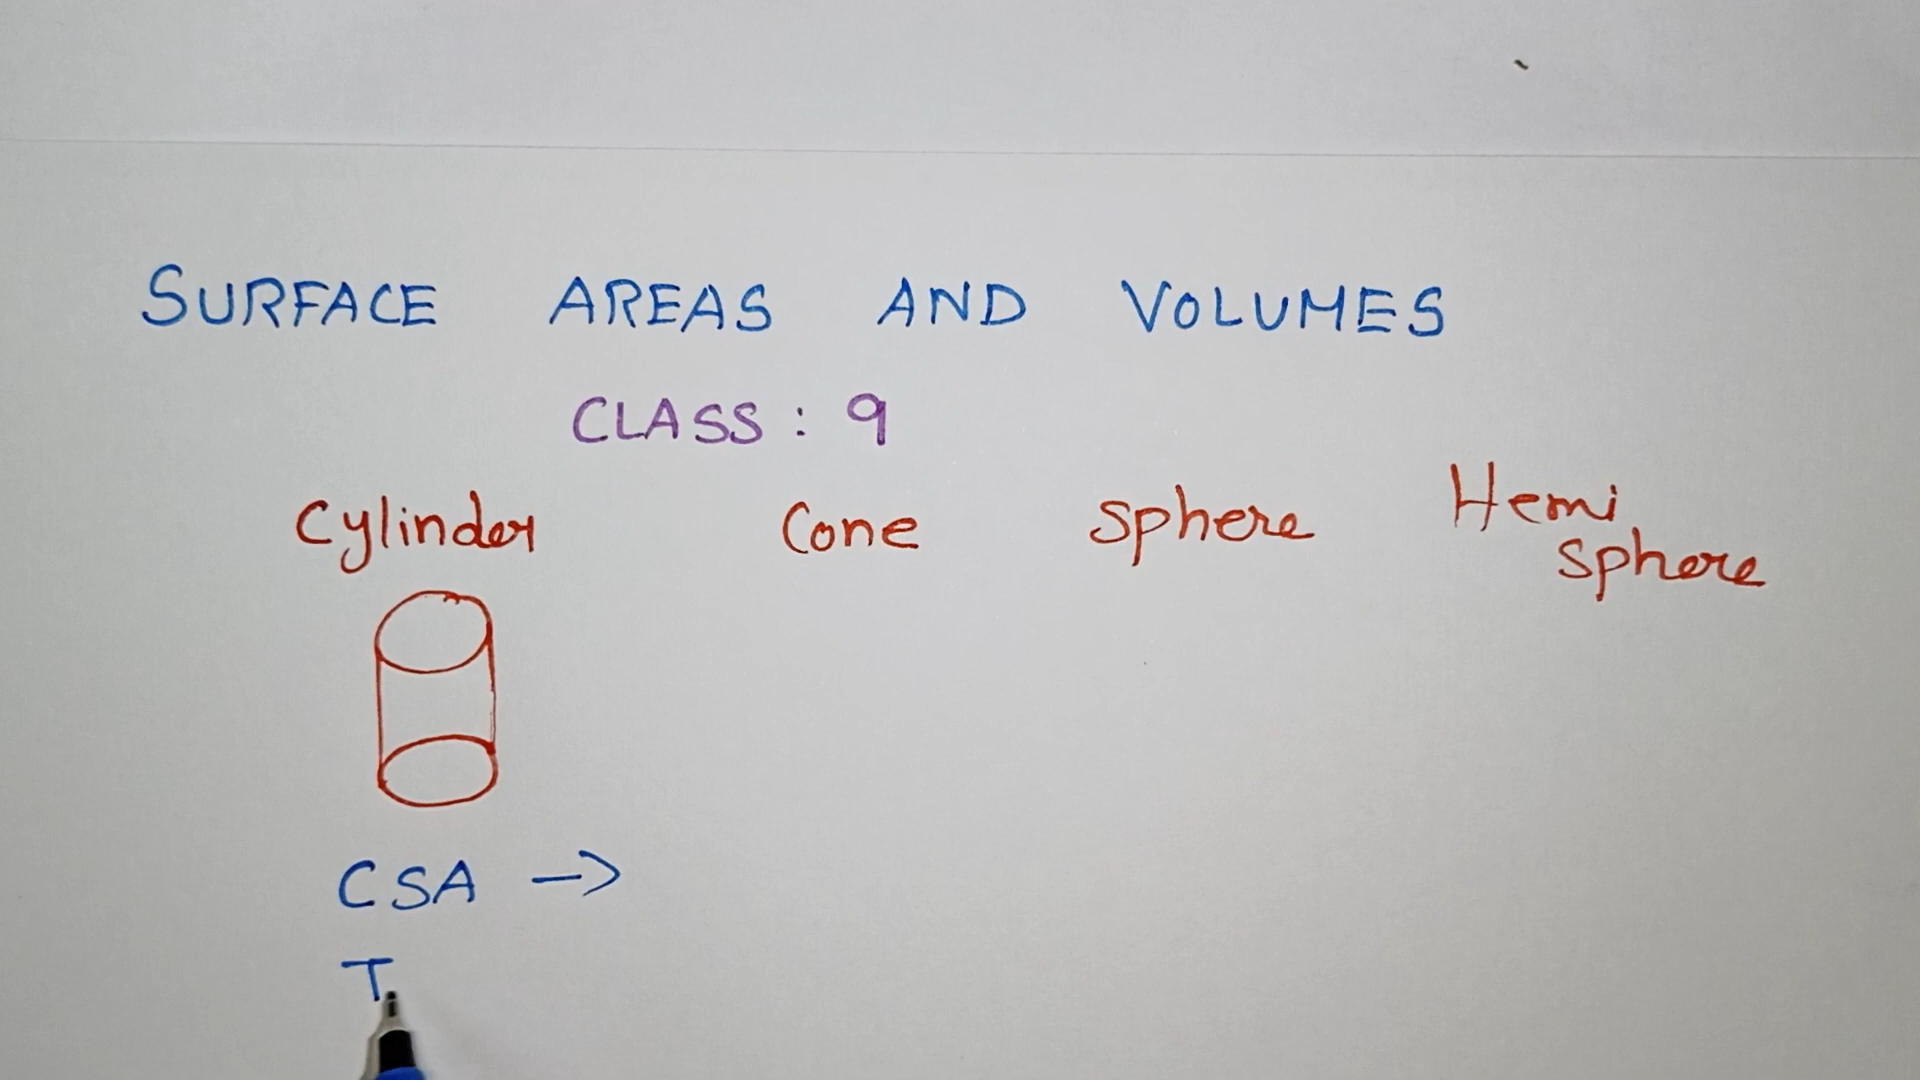 SURFACE AREAS AND VOLUMES
CLASS : 9
Cylinder Cone Sphere Hemi
sphere
CSA ->
T